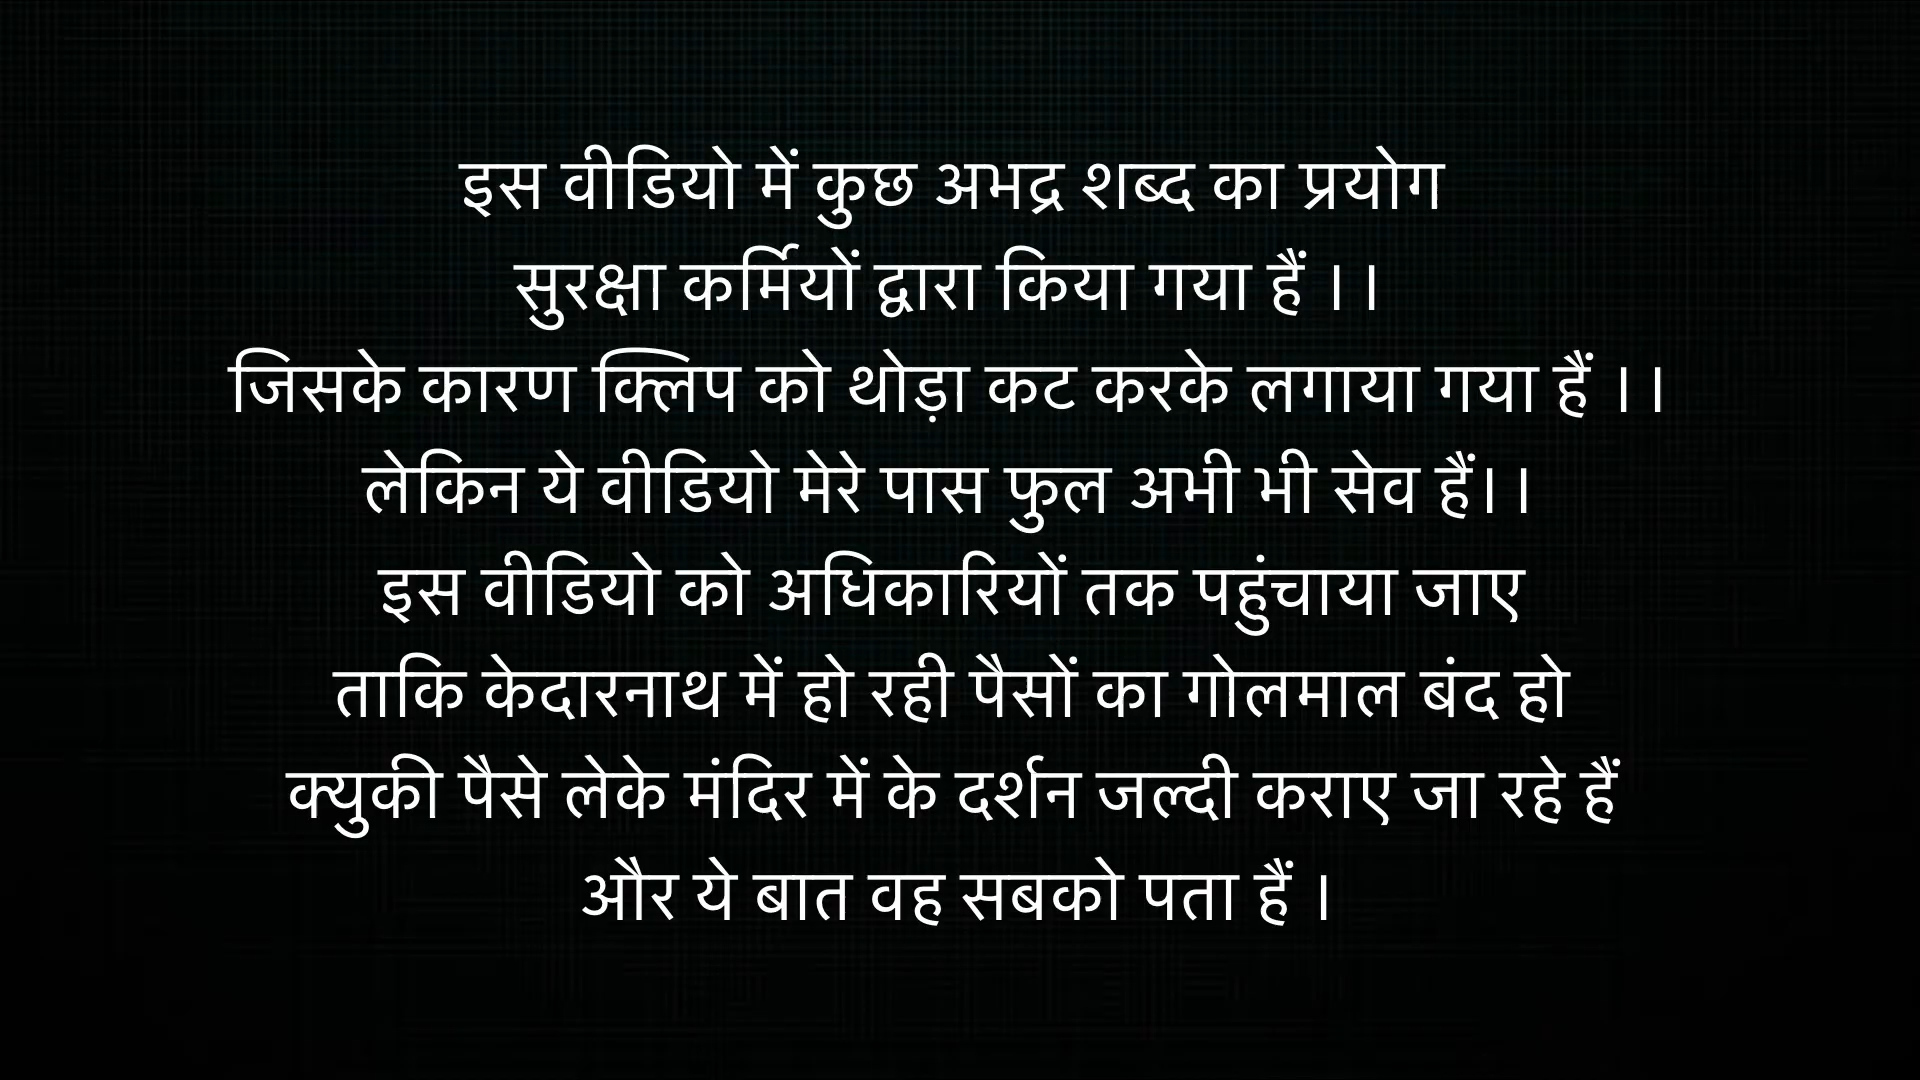 इस वीडियो में कुछ अभद्र शब्द का प्रयोग
सुरक्षा कर्मियों द्वारा किया गया हैं ।।
जिसके कारण क्लिप को थोड़ा कट करके लगाया गया हैं ।।
लेकिन ये वीडियो मेरे पास फुल अभी भी सेव हैं।।
इस वीडियो को अधिकारियों तक पहुंचाया जाए
ताकि केदारनाथ में हो रही पैसों का गोलमाल बंद हो
क्युकी पैसे लेके मंदिर में के दर्शन जल्दी कराए जा रहे हैं
और ये बात वह सबको पता हैं ।